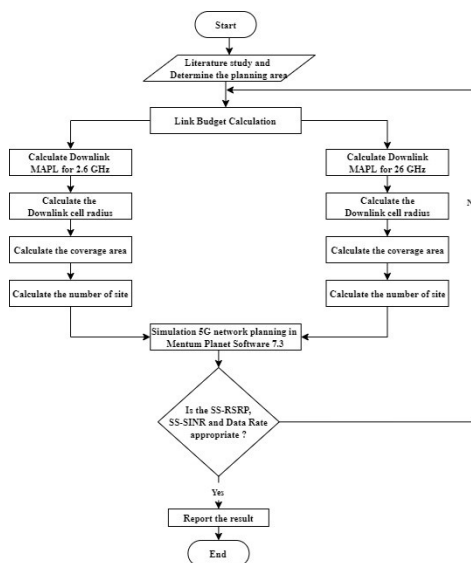 Start
Literature study and
Determine the planning area
Link Budget Calculation
Calculate Downlink
MAPL for 2.6 GHz
Calculate Downlink
MAPL for 26 GHz
Calculate the
Downlink cell radius
Calculate the
Downlink cell radius
N
Calculate the coverage area
Calculate the coverage area
Calculate the number of site
Calculate the number of site
Simulation 5G network planning in
Mentum Planet Software 7.3
Is the SS-RSRP,
SS-SINR and Data Rate
appropriate ?
Yes
Report the result
End